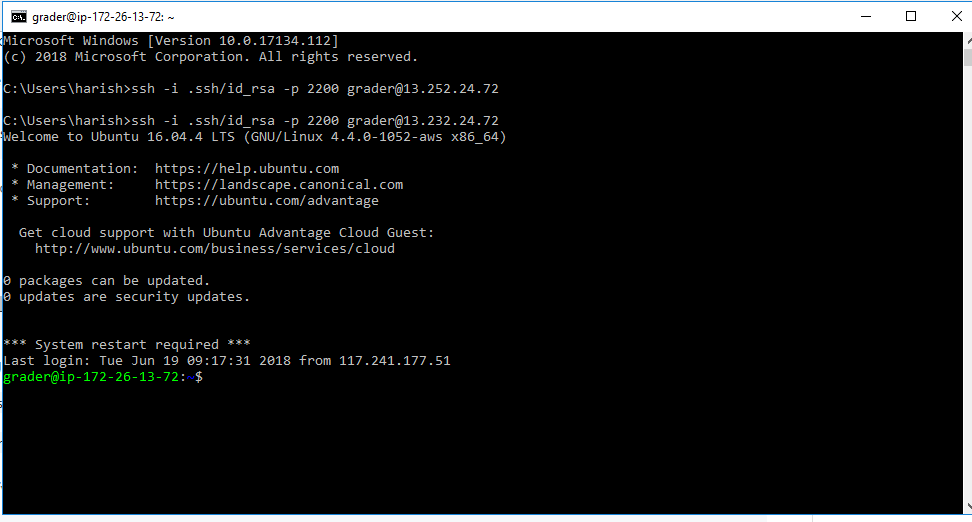 grader@ip-172-26-13-72: ~
Microsoft Windows [Version 10.0.17134.112]
(c) 2018 Microsoft Corporation. All rights reserved.
C:\Users\harish>ssh -i .ssh/id_rsa -p 2200 grader@13.252.24.72
C:\Users\harish>ssh -i .ssh/id_rsa -p 2200 grader@13.232.24.72
Welcome to Ubuntu 16.04.4 LTS (GNU/Linux 4.4.0-1052-aws x86_64)
* Documentation:  https://help.ubuntu.com
* Management:     https://landscape.canonical.com
* Support:        https://ubuntu.com/advantage
Get cloud support with Ubuntu Advantage Cloud Guest:
http://www.ubuntu.com/business/services/cloud
0 packages can be updated.
0 updates are security updates.
*** System restart required ***
Last login: Tue Jun 19 09:17:31 2018 from 117.241.177.51
grader@ip-172-26-13-72:~$